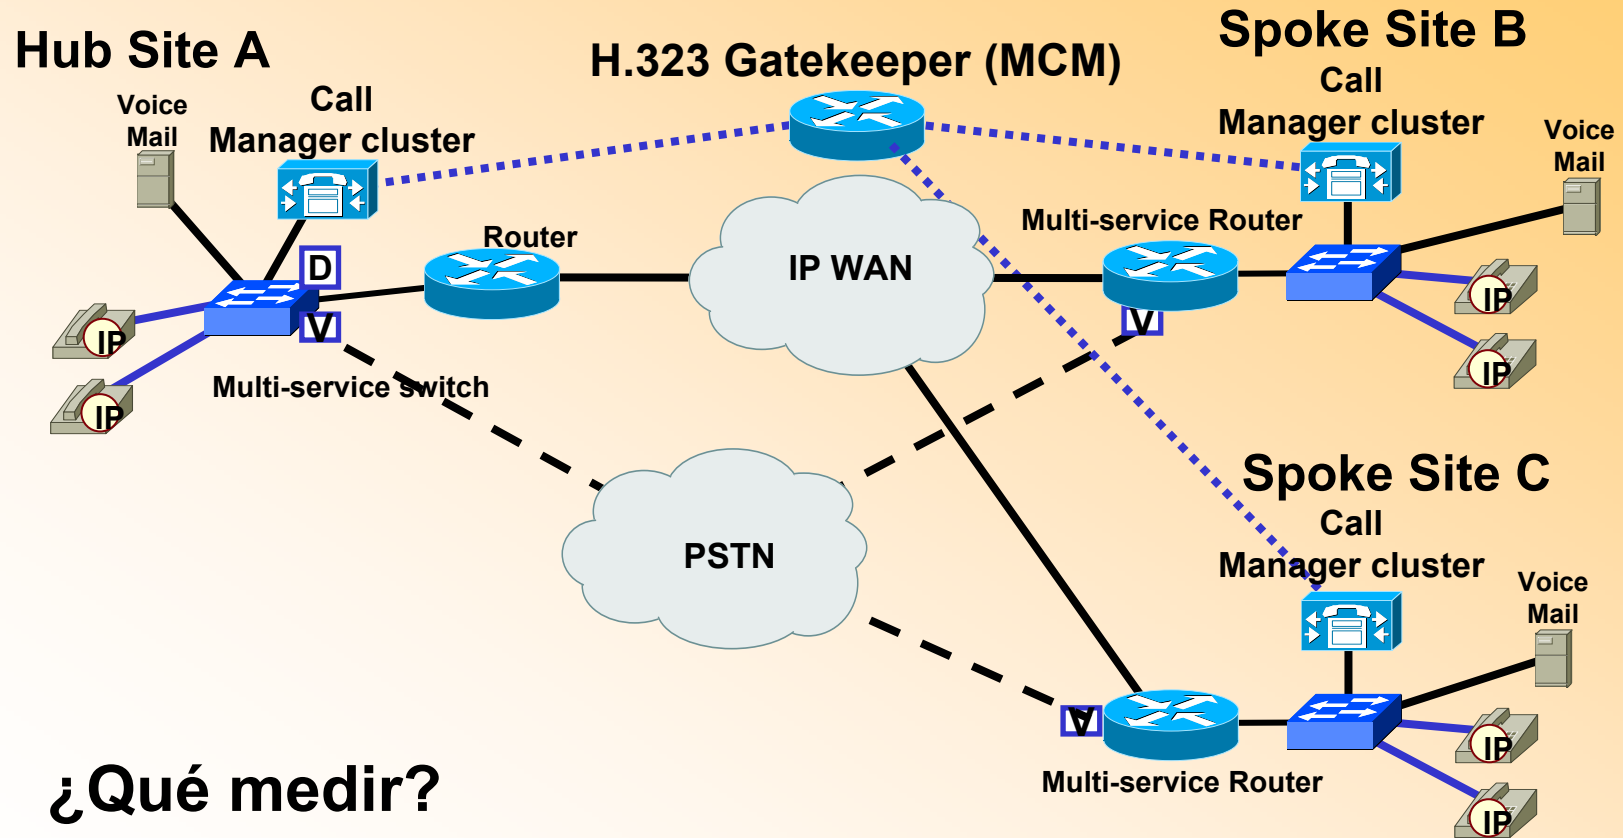 Hub Site A
H.323 Gatekeeper (MCM)
Spoke Site B
Voice
Mail
Call
Manager cluster
Call
Manager cluster
Voice
Mail
D
V
Router
IP WAN
Multi-service Router
V
IP
IP
IP
IP
Multi-service switch
PSTN
Spoke Site C
Call
Manager cluster
Voice
Mail
V
Multi-service Router
IP
IP
¿Qué medir?